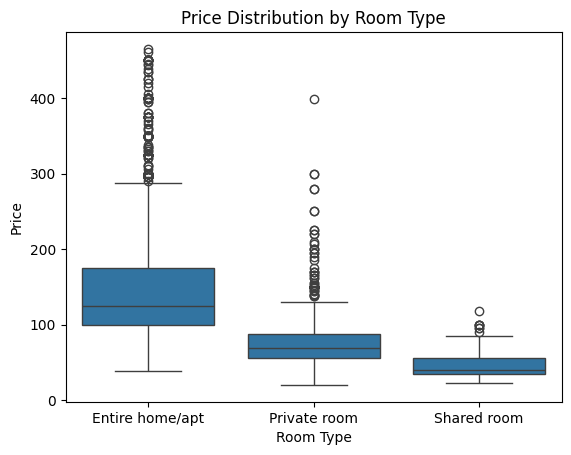 Price Distribution by Room Type
400
300
200
100
0
Price
Entire home/apt
Private room
Shared room
Room Type